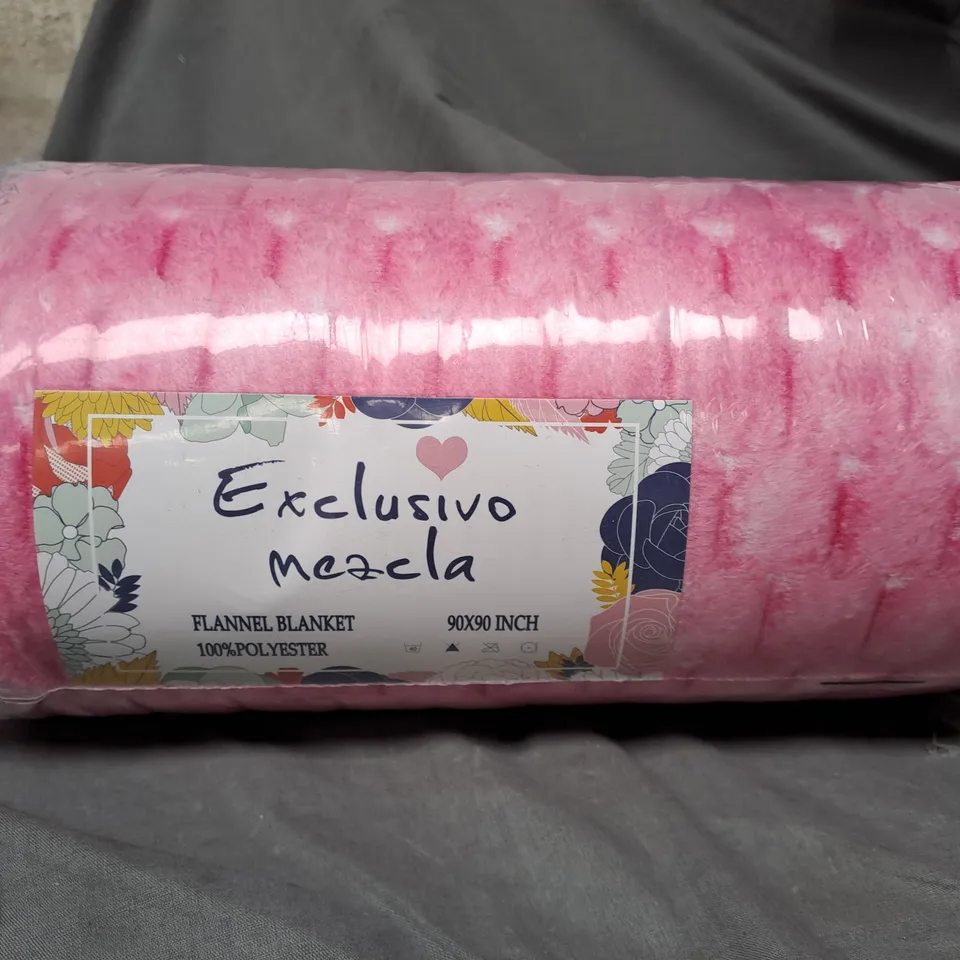 Exclusivo
mezcla
FLANNEL BLANKET 90X90 INCH
100%POLYESTER